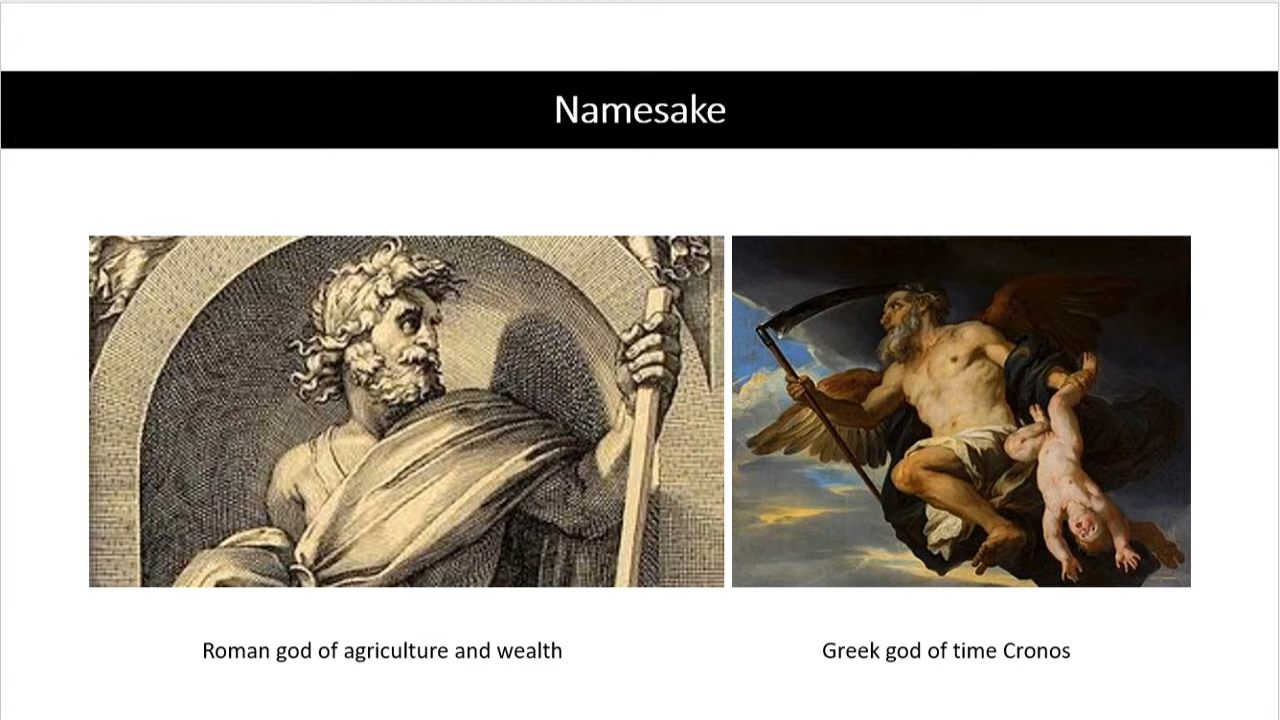 Namesake
Roman god of agriculture and wealth
Greek god of time Cronos